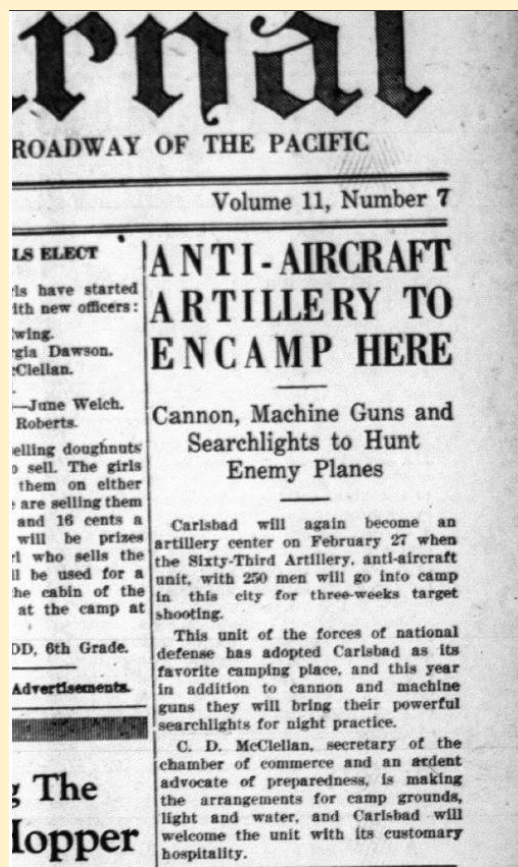 rnal
ROADWAY OF THE PACIFIC
Volume 11, Number 7
LS ELECT
ls have started
ith new officers:
wing.
gia Dawson.
cClellan.
—June Welch.
Roberts.
elling doughnuts
o sell. The girls
them on either
are selling them
and 16 cents a
will be prizes
rl who sells the
ll be used for a
he cabin of the
at the camp at
DD, 6th Grade.
Advertisements.
g The
Hopper
ANTI-AIRCRAFT
ARTILLERY TO
ENCAMP HERE
Cannon, Machine Guns and
Searchlights to Hunt
Enemy Planes
Carlsbad will again become an
artillery center on February 27 when
the Sixty-Third Artillery, anti-aircraft
unit, with 250 men will go into camp
in this city for three-weeks target
shooting.
This unit of the forces of national
defense has adopted Carlsbad as its
favorite camping place, and this year
in addition to cannon and machine
guns they will bring their powerful
searchlights for night practice.
C. D. McClellan, secretary of the
chamber of commerce and an ardent
advocate of preparedness, is making
the arrangements for camp grounds,
light and water, and Carlsbad will
welcome the unit with its customary
hospitality.